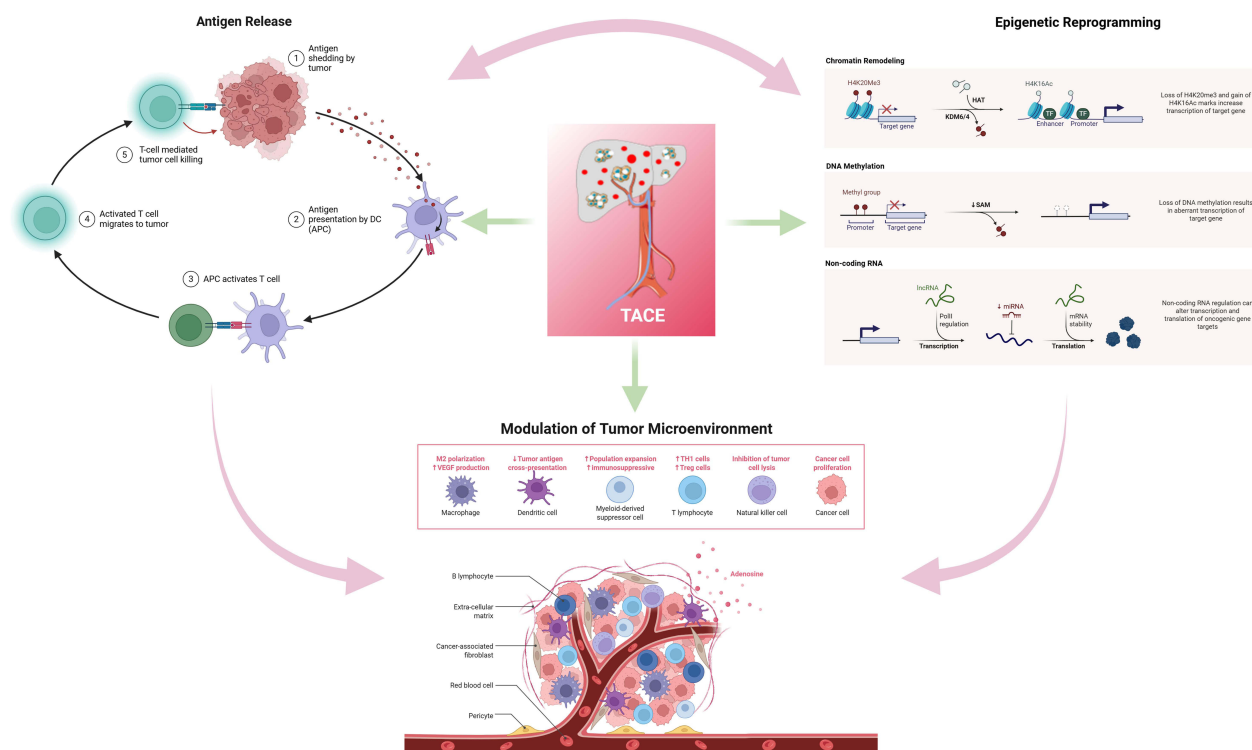 Antigen Release
1
Antigen
shedding by
tumor
2
Antigen
presentation by DC
(APC)
3
APC activates T cell
4
Activated T cell
migrates to tumor
5
T-cell mediated
tumor cell killing
TACE
Epigenetic Reprogramming
Chromatin Remodeling
H4K20Me3
Target gene
HAT
KDM6/4
H4K16Ac
TF
TF
Enhancer
Promoter
Loss of H4K20me3 and gain of
H4K16Ac marks increase
transcription of target gene
DNA Methylation
Methyl group
Promoter
Target gene
↓ SAM
Loss of DNA methylation results
in aberrant transcription of
target gene
Non-coding RNA
lncRNA
PolII
regulation
Transcription
↓ miRNA
mRNA
stability
Translation
Non-coding RNA regulation can
alter transcription and
translation of oncogenic gene
targets
Modulation of Tumor Microenvironment
M2 polarization
↑ VEGF production
Macrophage
↓ Tumor antigen
cross-presentation
Dendritic cell
↑ Population expansion
↑ immunosuppressive
Myeloid-derived
suppressor cell
↑ TH1 cells
↑ Treg cells
T lymphocyte
Inhibition of tumor
cell lysis
Natural killer cell
Cancer cell
proliferation
Cancer cell
Adenosine
B lymphocyte
Extra-cellular
matrix
Cancer-associated
fibroblast
Red blood cell
Pericyte